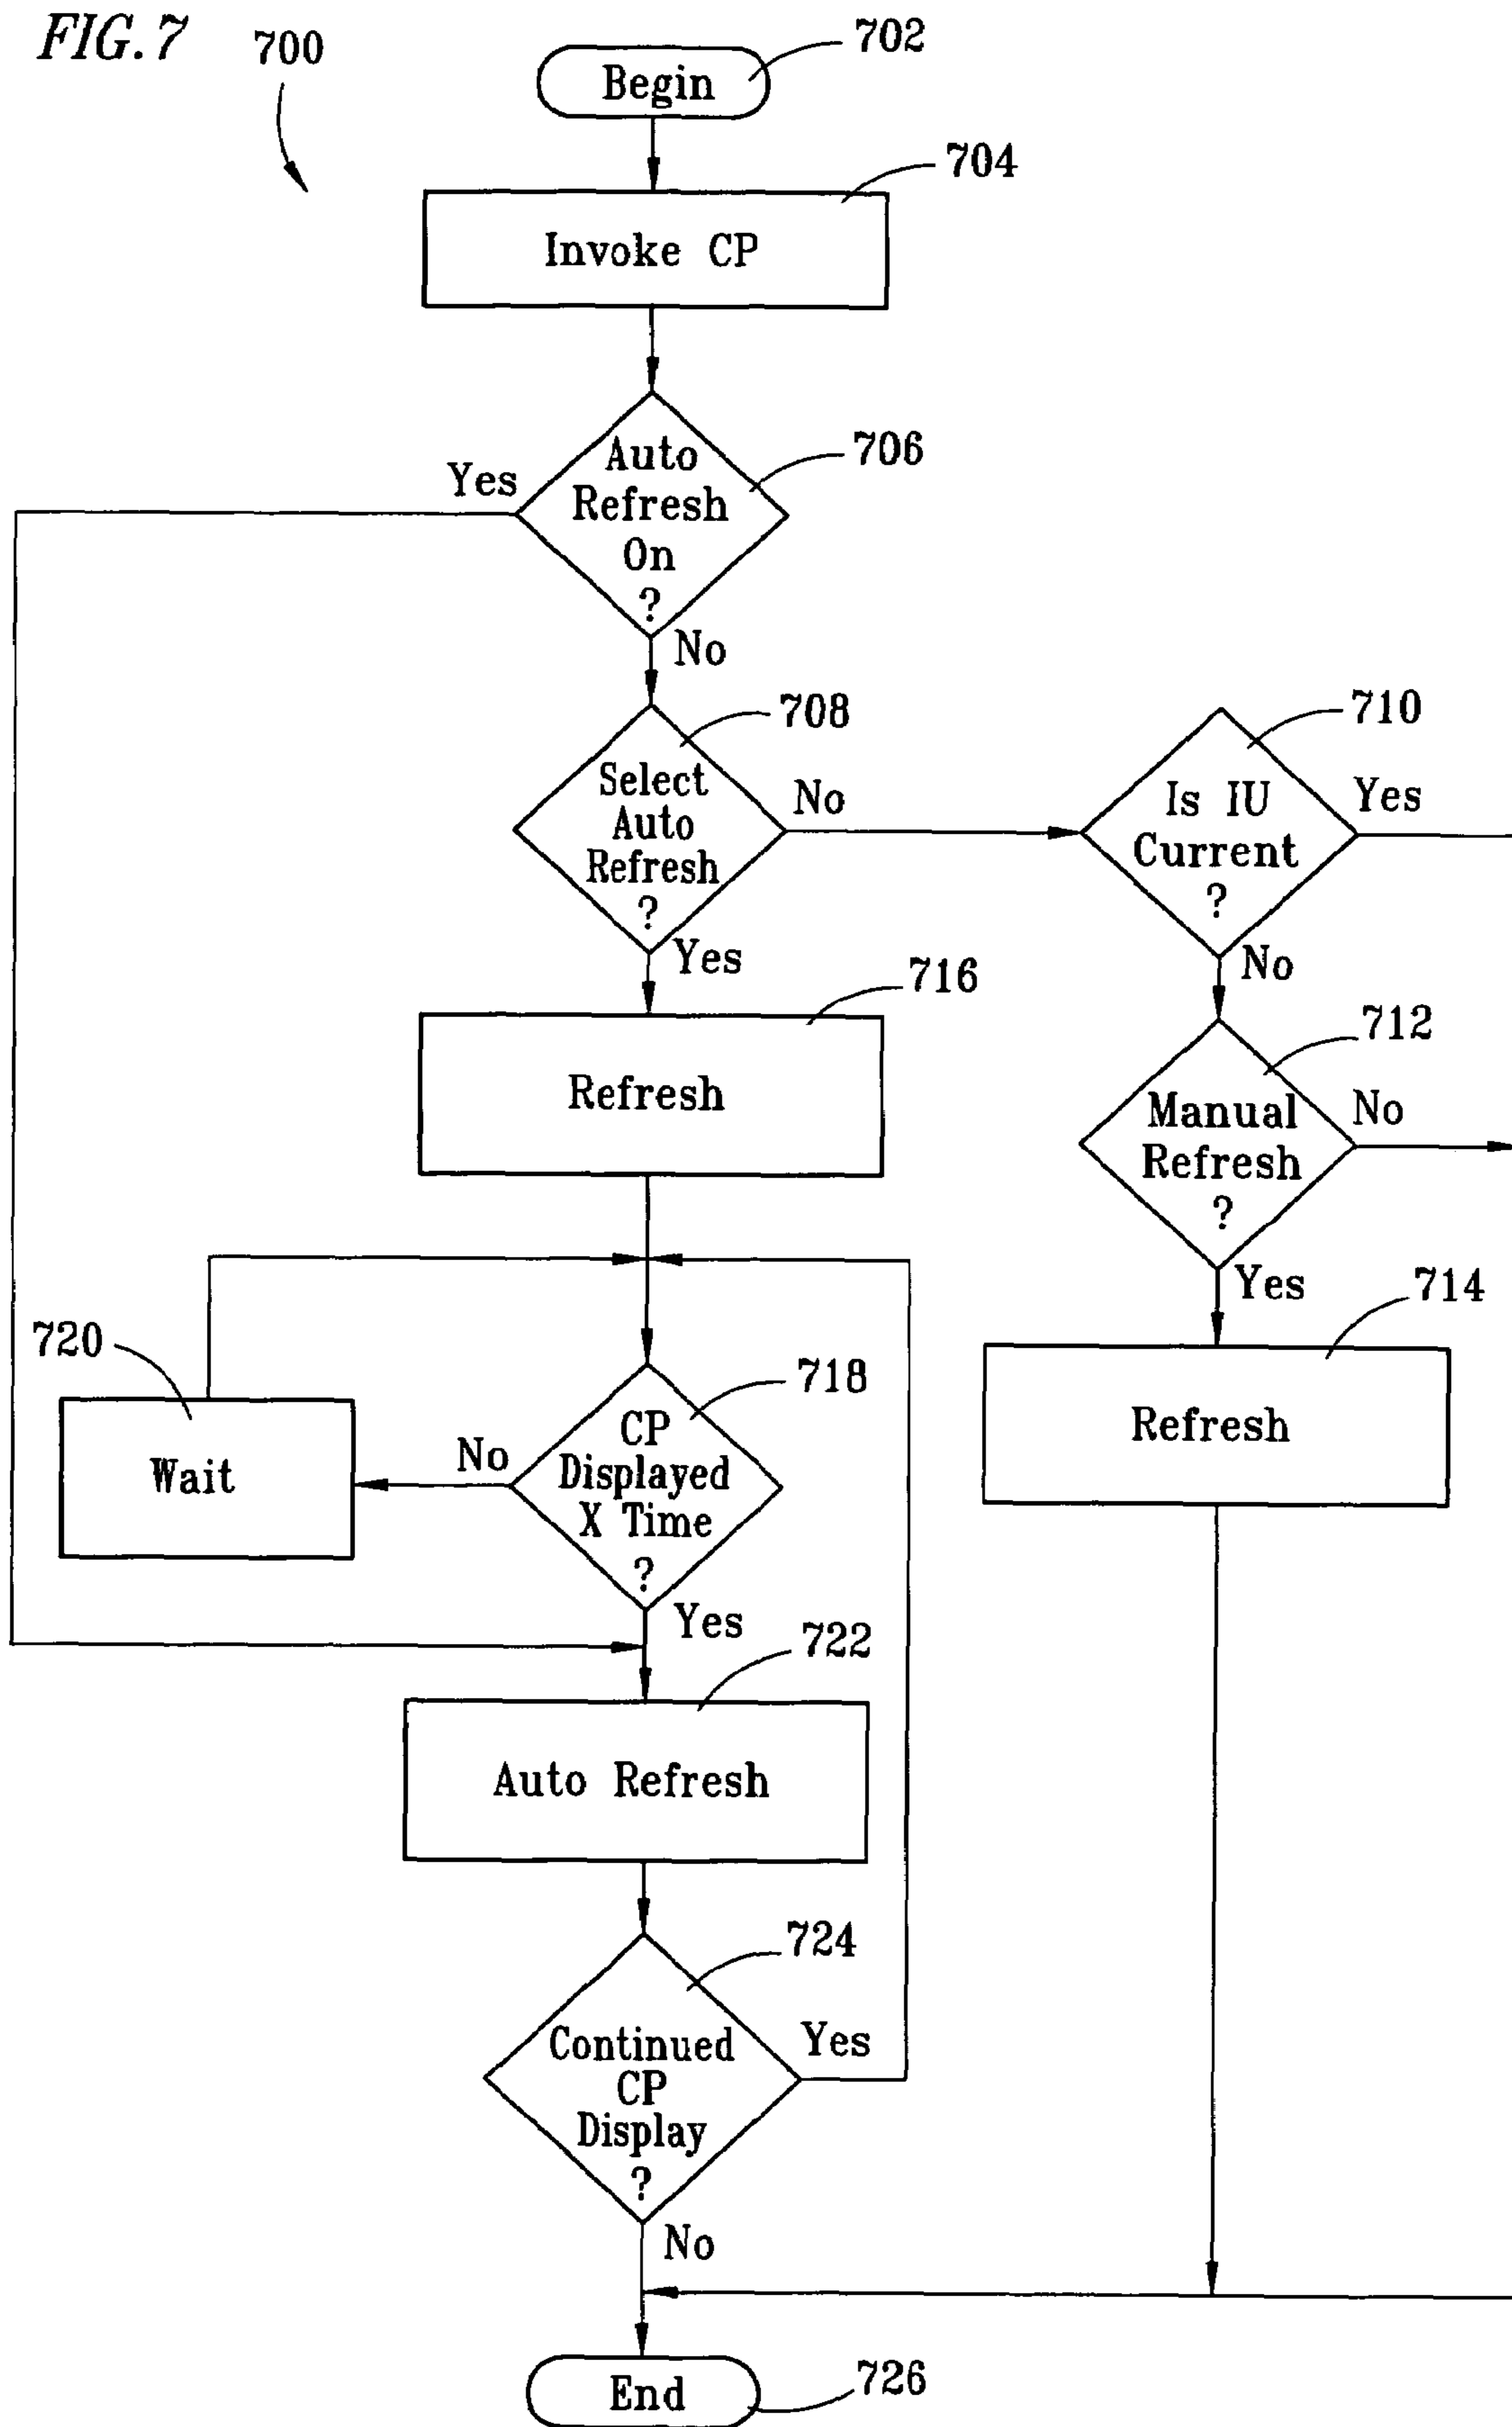 FIG.7
700
702
Begin
704
Invoke CP
706
Auto
Refresh
On
?
Yes
No
708
Select
Auto
Refresh
?
No
Yes
710
Is IU
Current
?
Yes
No
716
Refresh
712
Manual
Refresh
?
No
Yes
714
Refresh
720
Wait
718
CP
Displayed
X Time
?
No
Yes
722
Auto Refresh
724
Continued
CP
Display
?
Yes
No
End
726